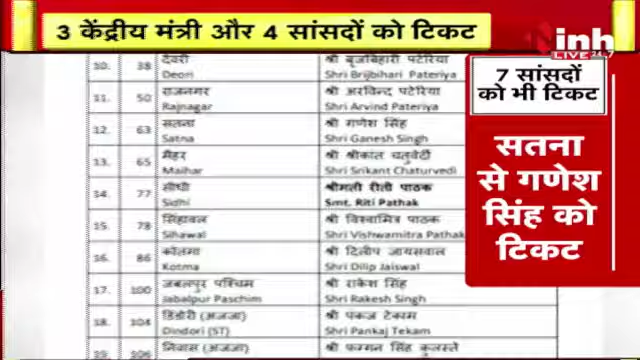 3 केंद्रीय मंत्री और 4 सांसदों को टिकट
inh
LIVE 24x7
7 सांसदों
को भी टिकट
सतना
से गणेश
सिंह को
टिकट
10. 38 देवरी श्री बृजबिहारी पटेरिया
Deori Shri Brijbihari Pateriya
11. 50 राजनगर श्री अरविन्द पटेरिया
Rajnagar Shri Arvind Pateriya
12. 63 सतना श्री गणेश सिंह
Satna Shri Ganesh Singh
13. 65 मैहर श्री श्रीकांत चतुर्वेदी
Maihar Shri Srikant Chaturvedi
14. 77 सीधी श्रीमती रीती पाठक
Sidhi Smt. Riti Pathak
15. 78 सिंहावल श्री विश्वामित्र पाठक
Sihawal Shri Vishwamitra Pathak
16. 86 कोतमा श्री दिलीप जायसवाल
Kotma Shri Dilip Jaiswal
17. 100 जबलपुर पश्चिम श्री राकेश सिंह
Jabalpur Paschim Shri Rakesh Singh
18. 104 डिंडोरी (अजजा) श्री पंकज टेकाम
Dindori (ST) Shri Pankaj Tekam
19. 106 निवास (अजजा) श्री फग्गन सिंह कुलस्ते